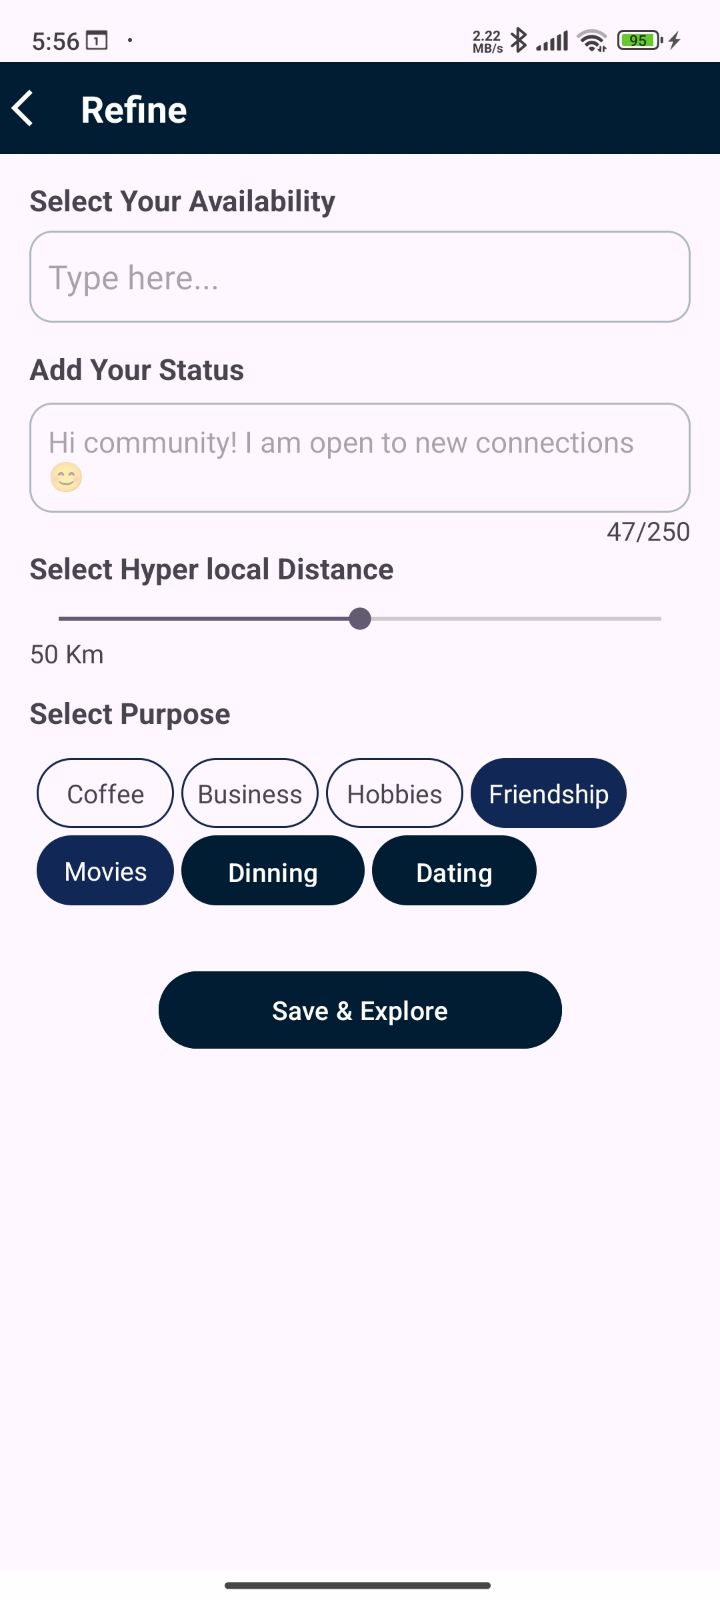 5:56 1 2.22 MB/s 95
Refine
Select Your Availability
Type here...
Add Your Status
Hi community! I am open to new connections
😊
47/250
Select Hyper local Distance
50 Km
Select Purpose
Coffee Business Hobbies Friendship
Movies Dinning Dating
Save & Explore